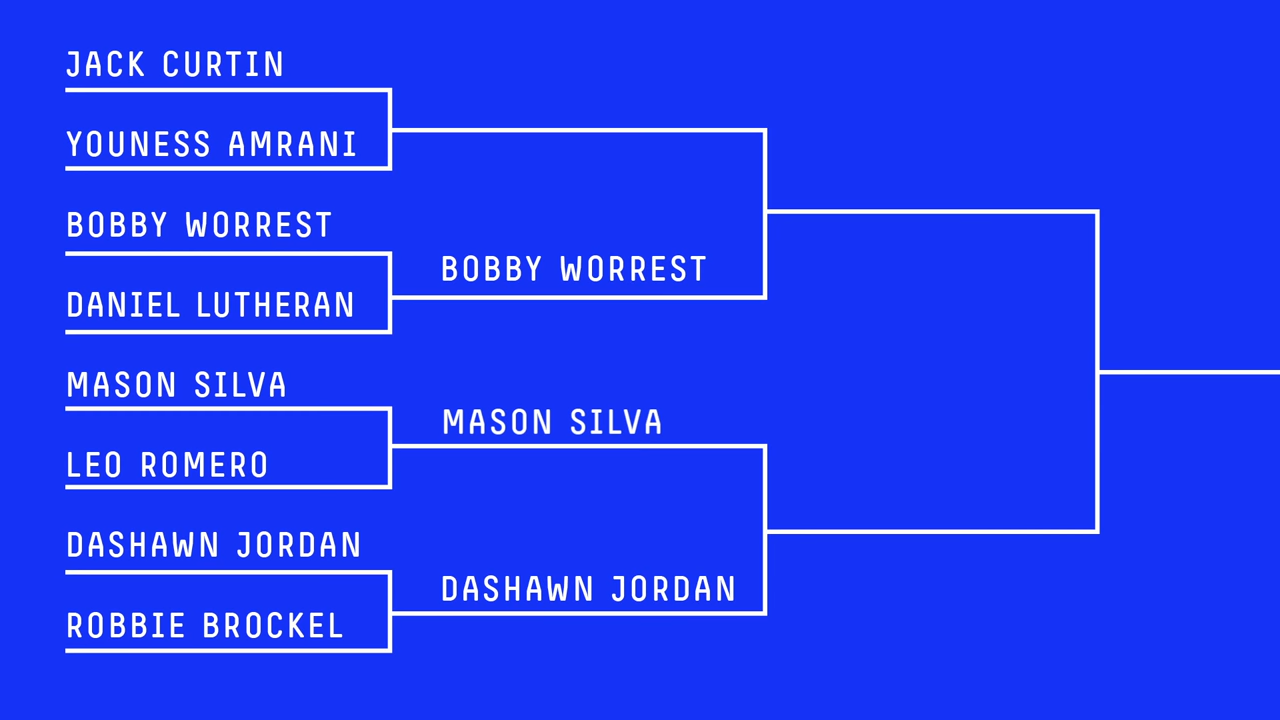 JACK CURTIN
YOUNESS AMRANI
BOBBY WORREST
DANIEL LUTHERAN
MASON SILVA
LEO ROMERO
DASHAWN JORDAN
ROBBIE BROCKEL
BOBBY WORREST
MASON SILVA
DASHAWN JORDAN